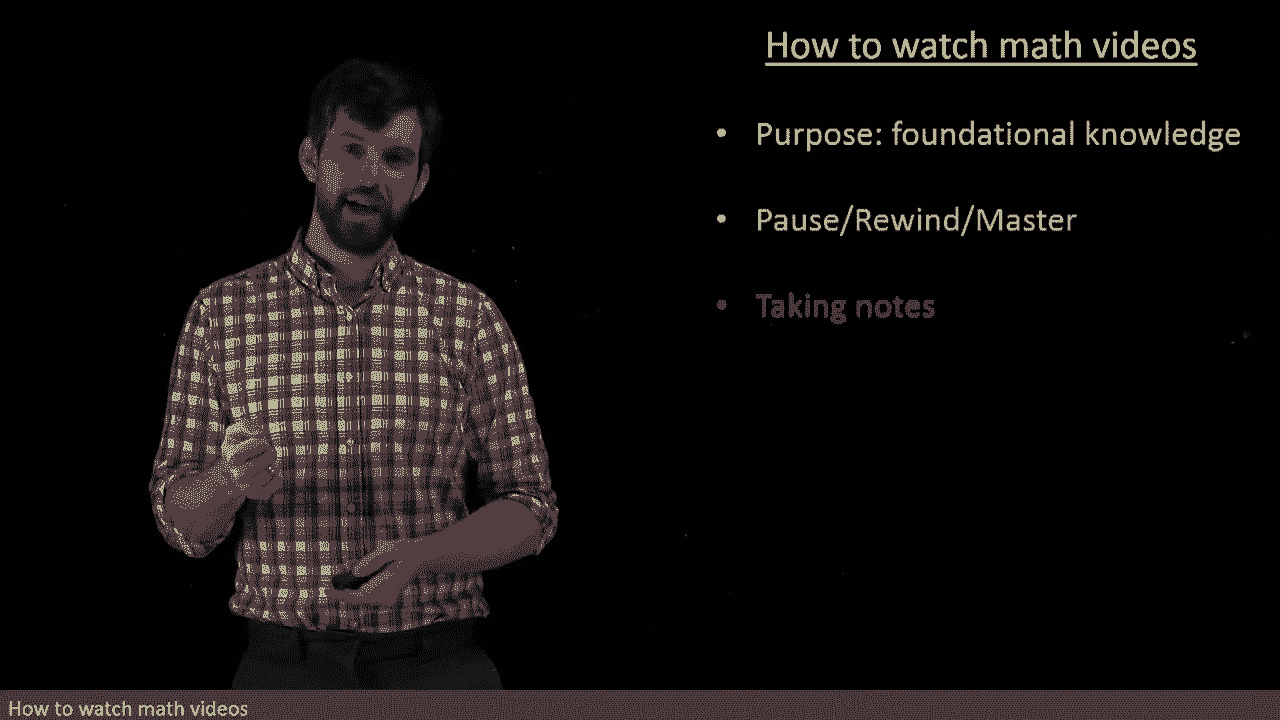 How to watch math videos
• Purpose: foundational knowledge
• Pause/Rewind/Master
• Taking notes
How to watch math videos